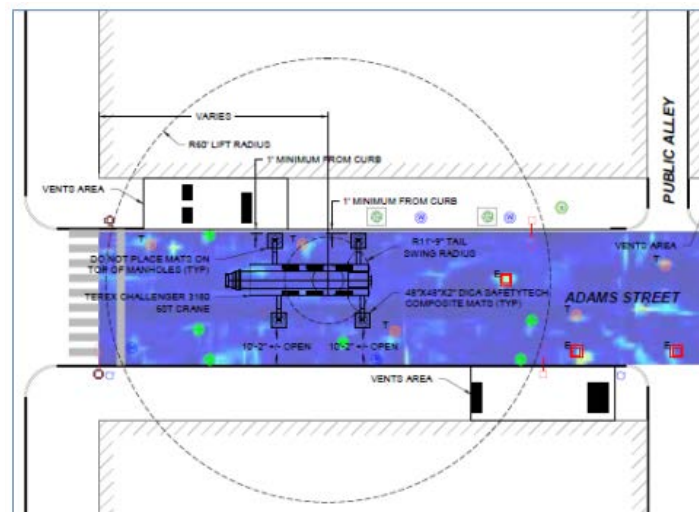 VARIES
R60' LIFT RADIUS
1' MINIMUM FROM CURB
VENTS AREA
1' MINIMUM FROM CURB
PUBLIC ALLEY
VENTS AREA
T
T
R11'-9" TAIL
SWING RADIUS
DO NOT PLACE MATS ON
TOP OF MANHOLES (TYP)
T
E
TEREX CHALLENGER 3160
50T CRANE
48"X48"X2" DICA SAFETYTECH
COMPOSITE MATS (TYP)
ADAMS STREET
T
T
10'-2" +/- OPEN
10'-2" +/- OPEN
E
E
VENTS AREA